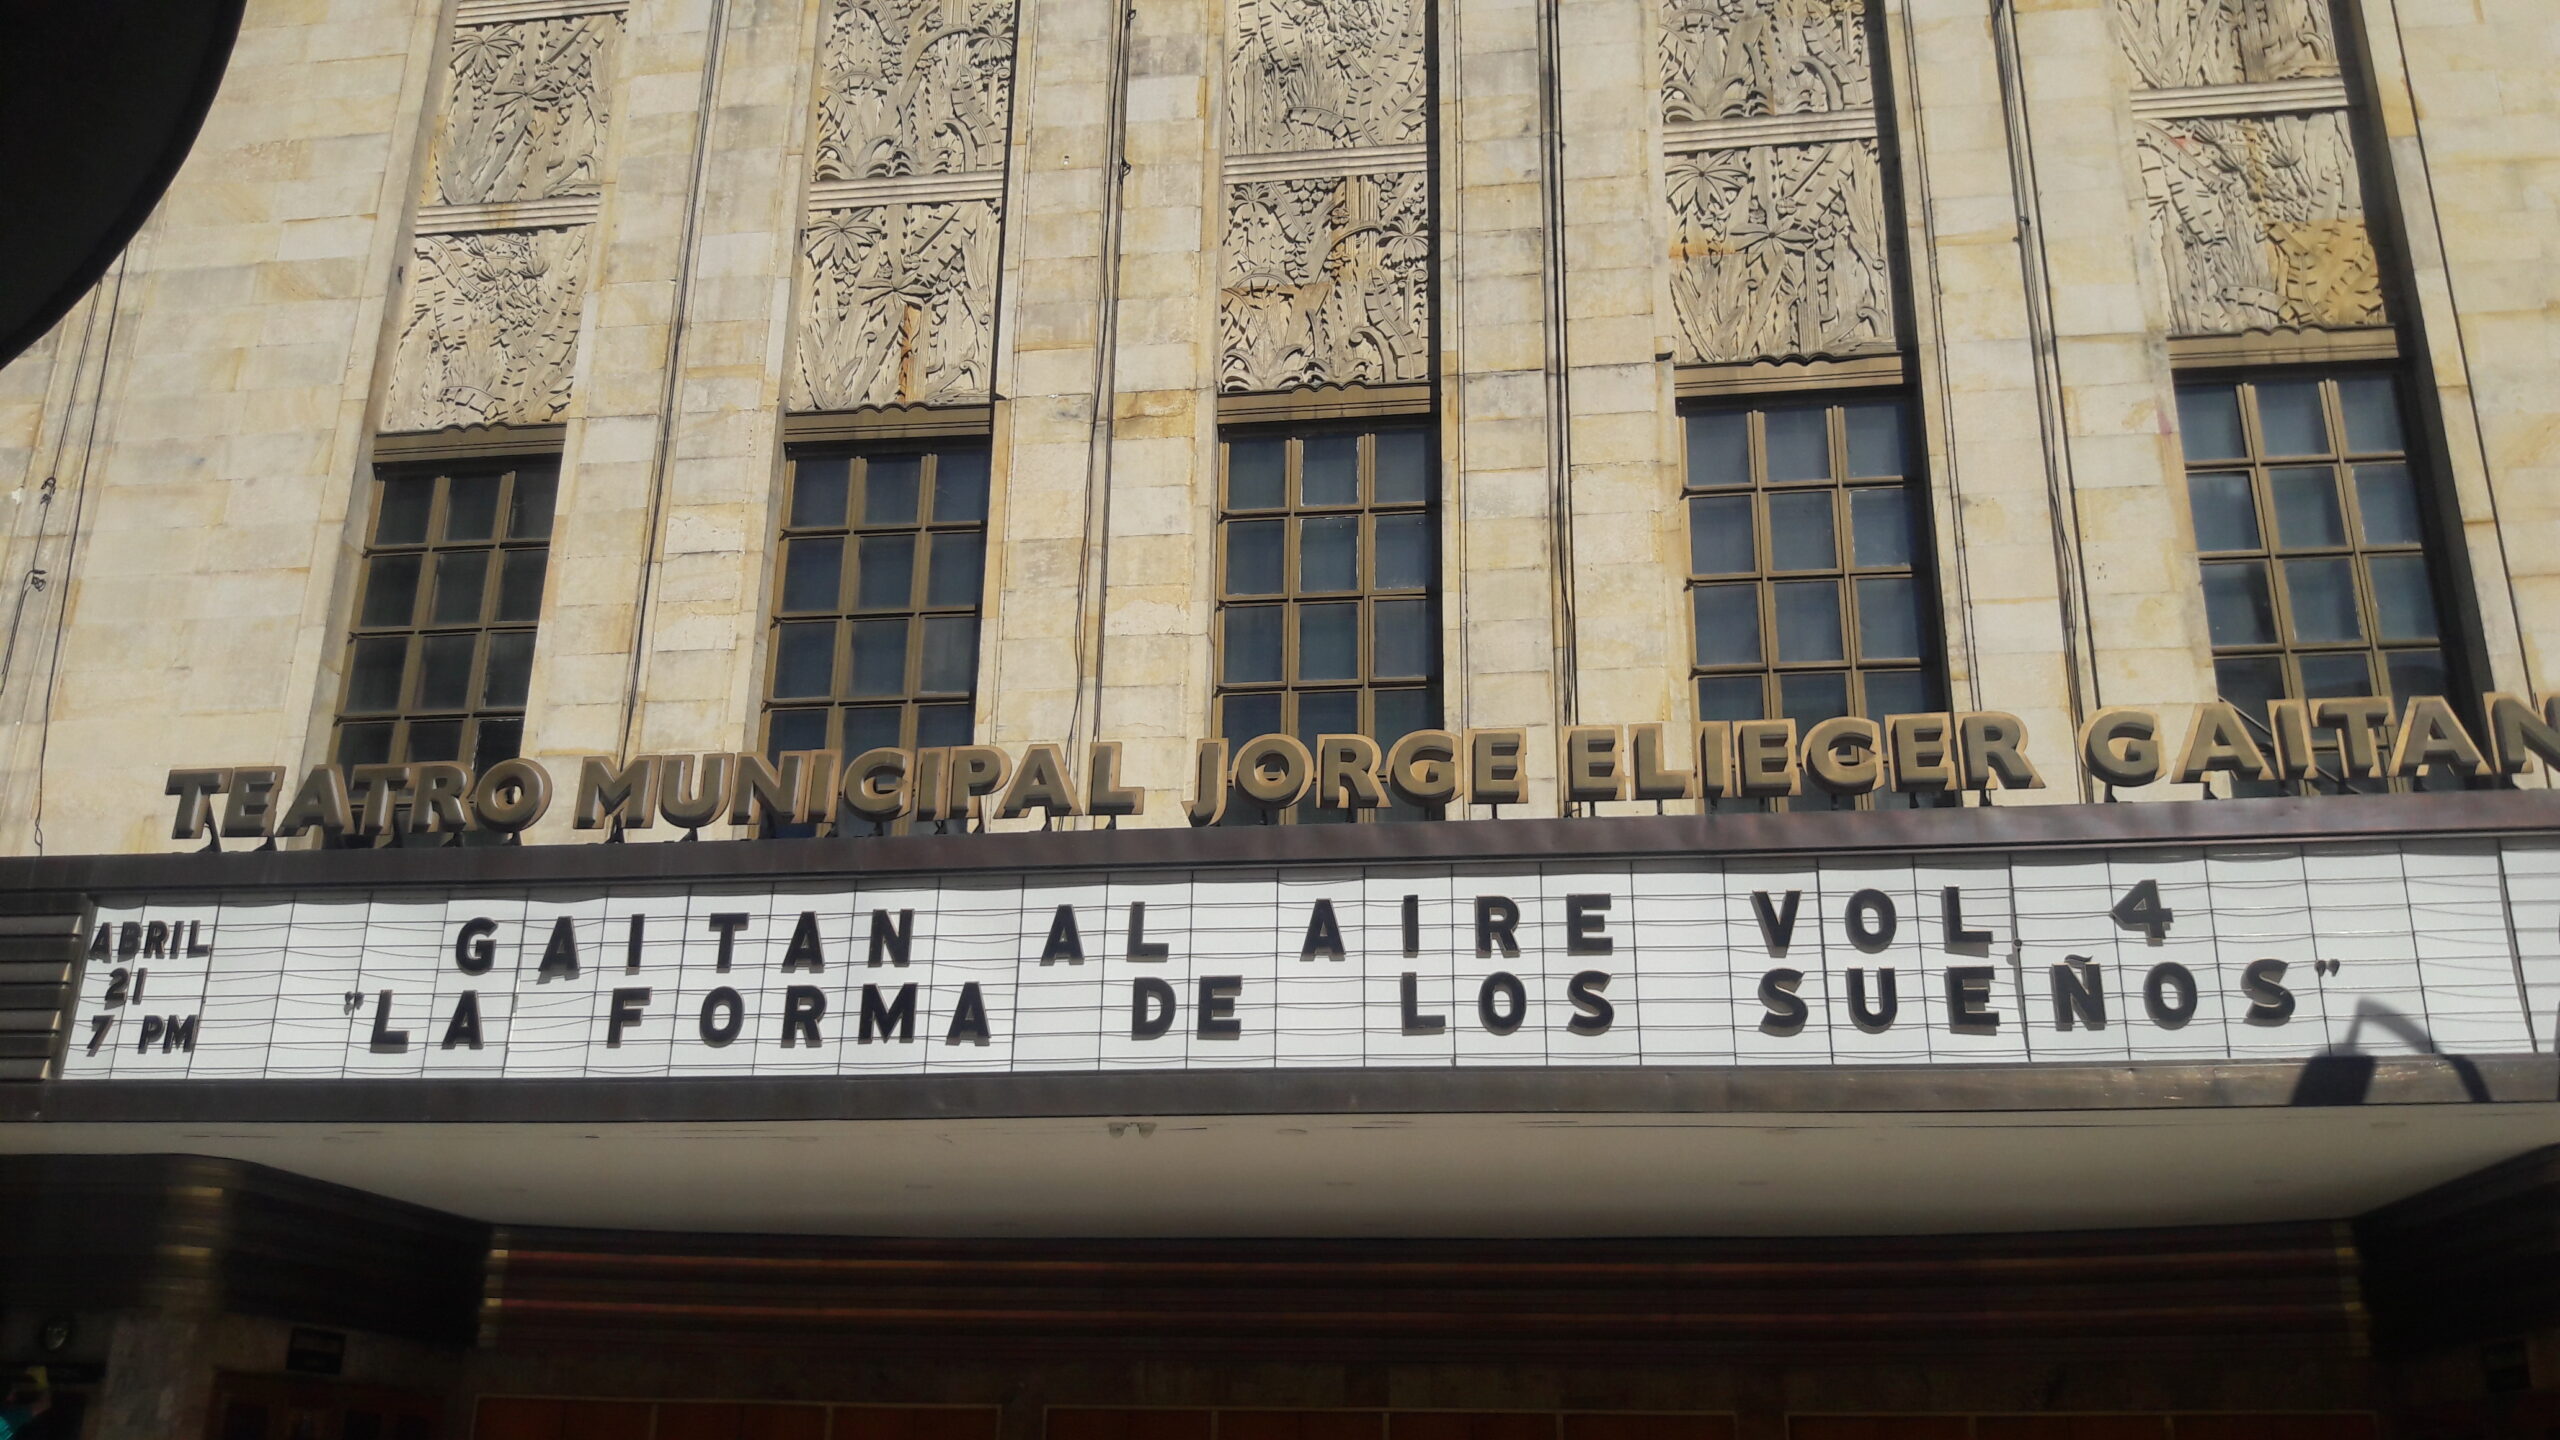 TEATRO MUNICIPAL JORGE ELIECER GAITAN
ABRIL
21
7 PM
GAITAN AL AIRE VOL. 4
"LA FORMA DE LOS SUEÑOS"